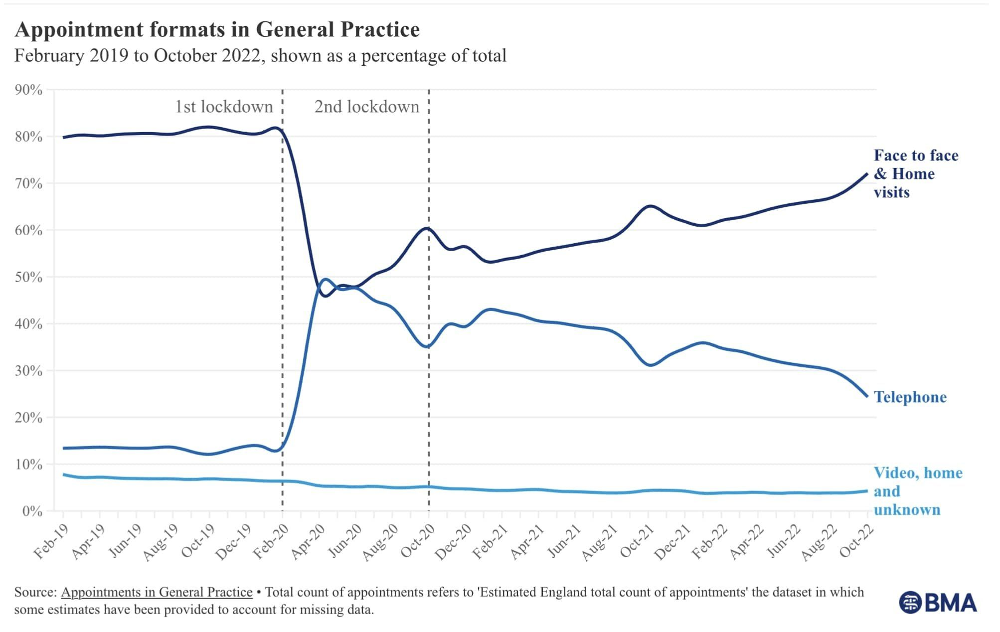 Appointment formats in General Practice
February 2019 to October 2022, shown as a percentage of total
90%
1st lockdown
2nd lockdown
80%
70%
60%
50%
40%
30%
20%
10%
0%
Face to face
& Home
visits
Telephone
Video, home
and
unknown
Feb-19
Apr-19
Jun-19
Aug-19
Oct-19
Dec-19
Feb-20
Apr-20
Jun-20
Aug-20
Oct-20
Dec-20
Feb-21
Apr-21
Jun-21
Aug-21
Oct-21
Dec-21
Feb-22
Apr-22
Jun-22
Aug-22
Oct-22
Source: Appointments in General Practice • Total count of appointments refers to 'Estimated England total count of appointments' the dataset in which
some estimates have been provided to account for missing data.
BMA